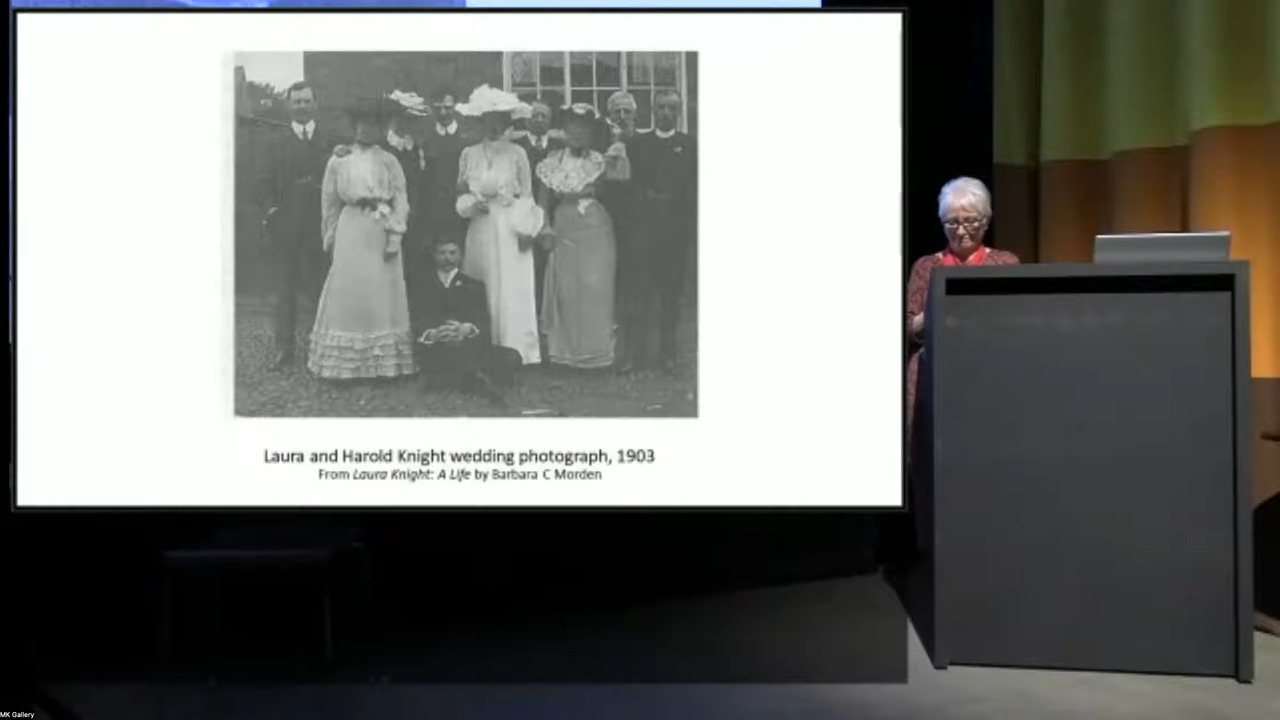 Laura and Harold Knight wedding photograph, 1903
From Laura Knight: A Life by Barbara C Morden
MK Gallery